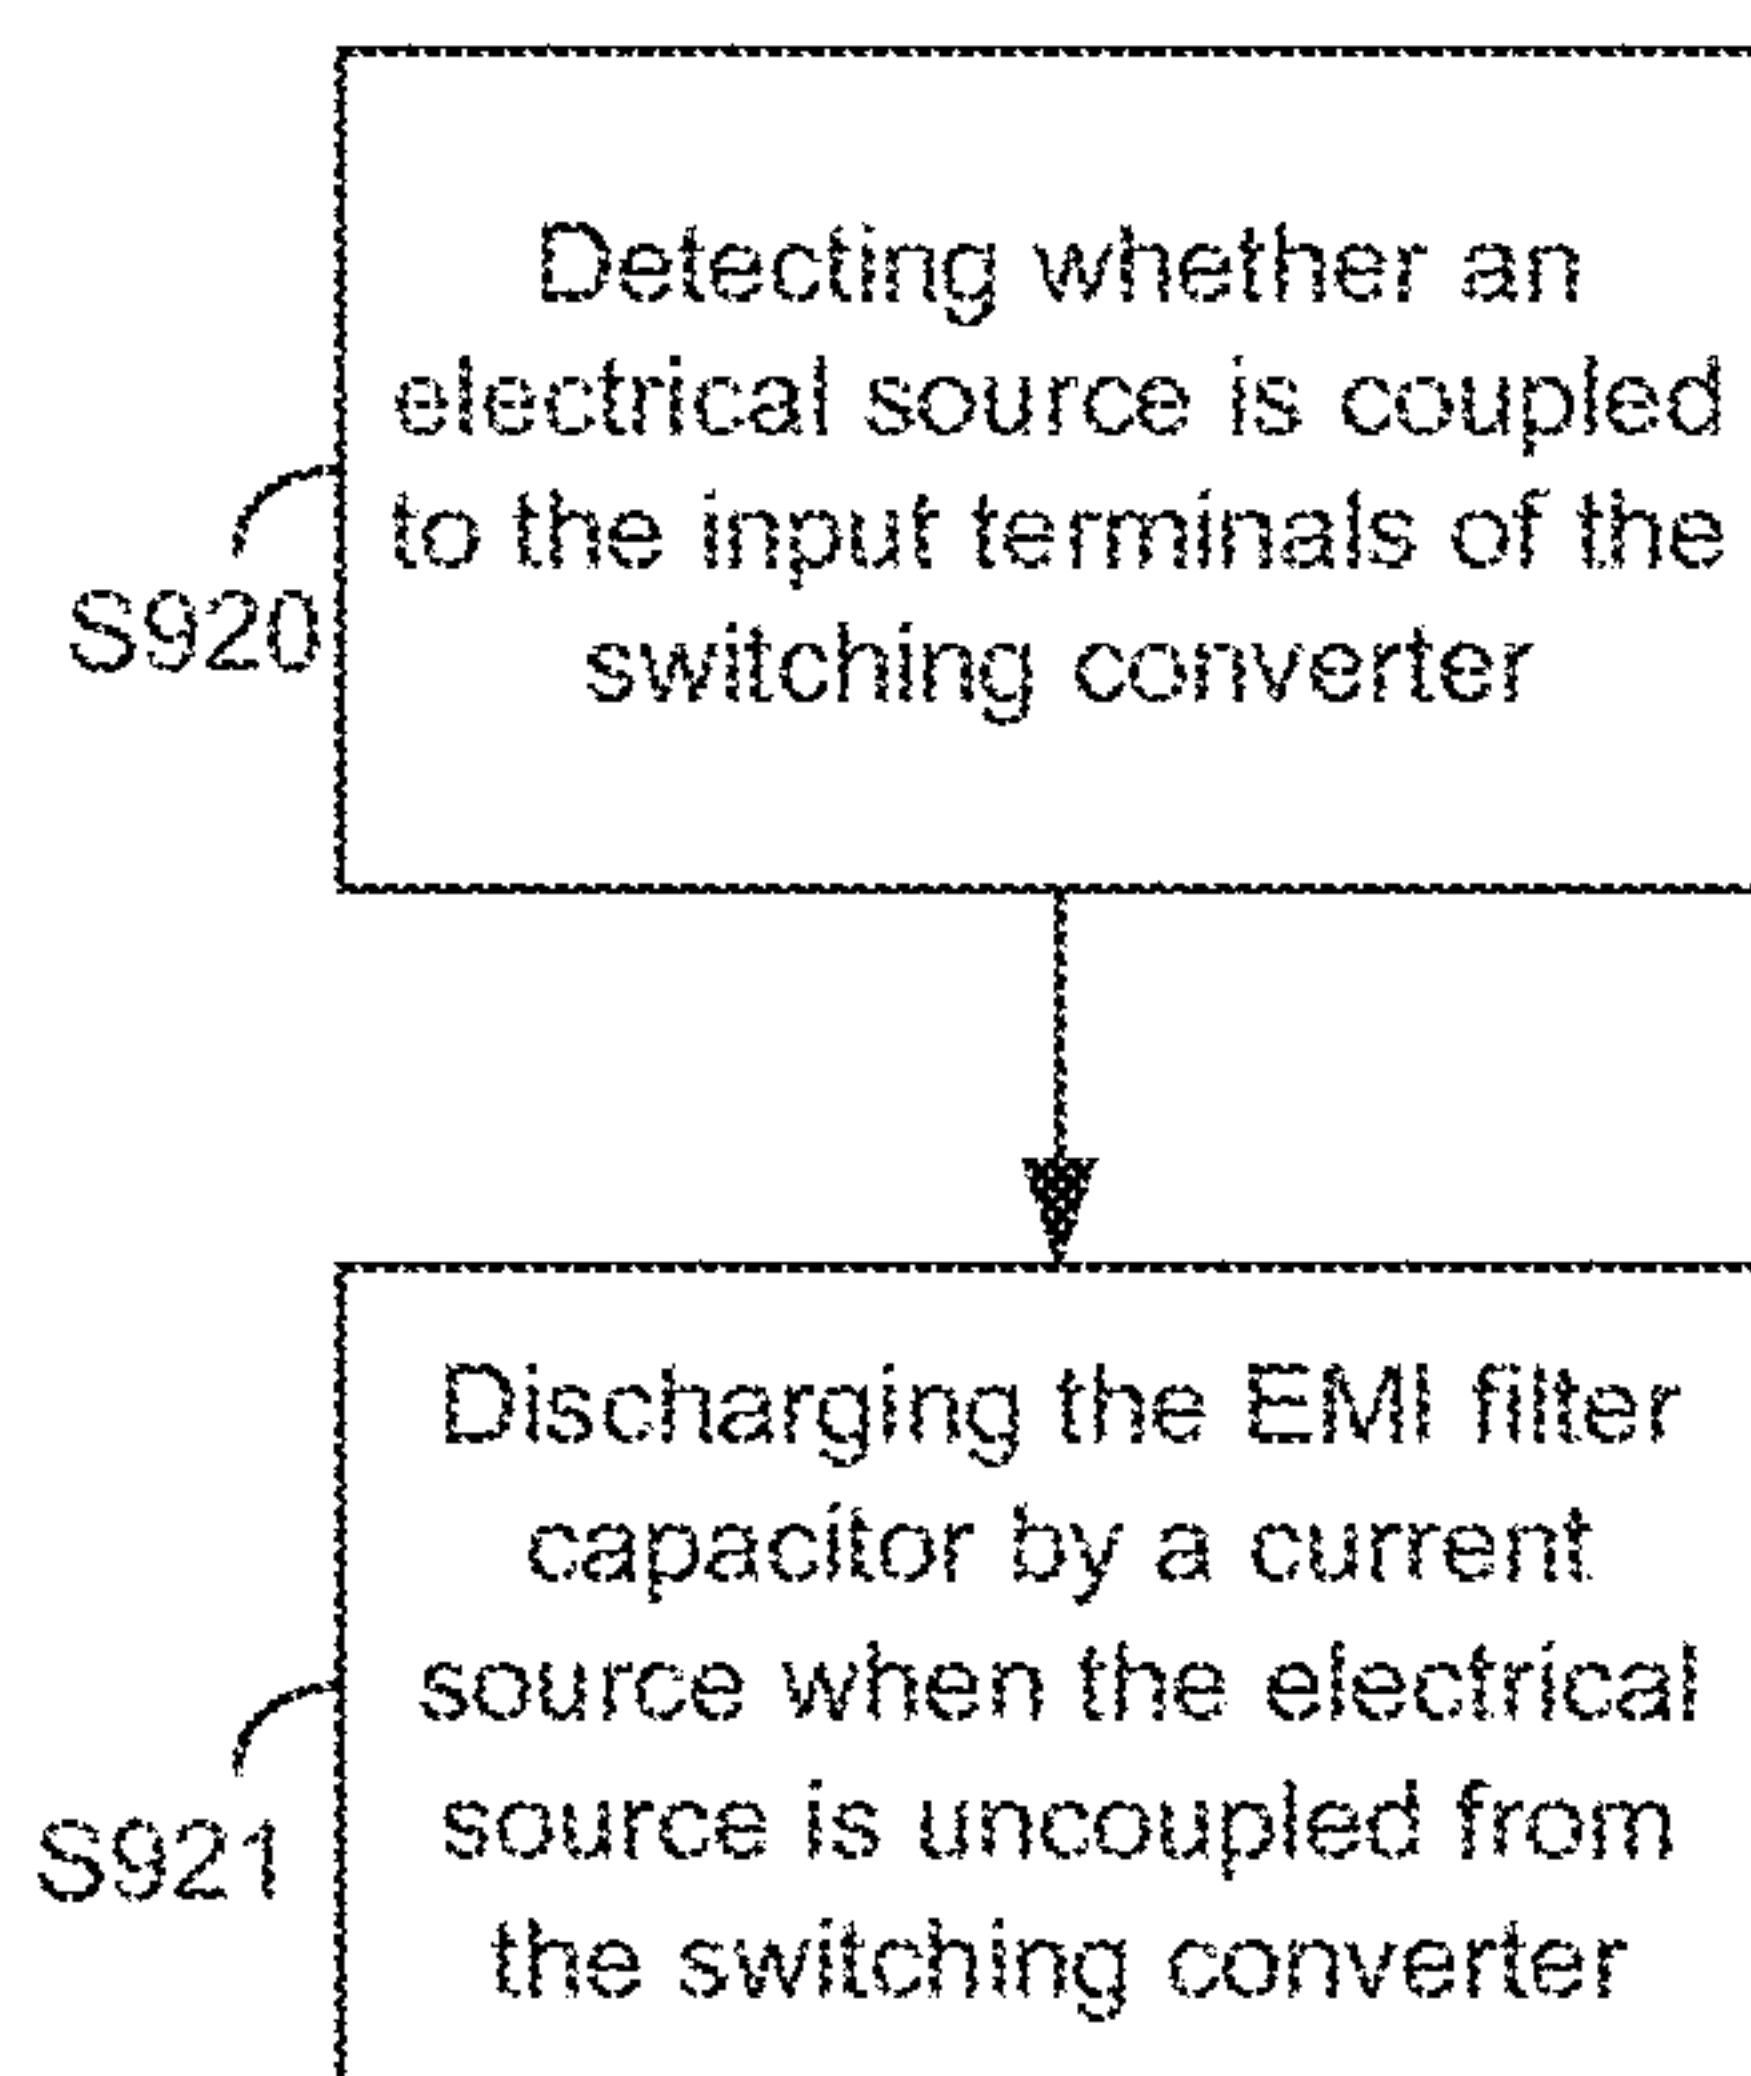 Detecting whether an
electrical source is coupled
to the input terminals of the
switching converter
S920
Discharging the EMI filter
capacitor by a current
source when the electrical
source is uncoupled from
the switching converter
S921